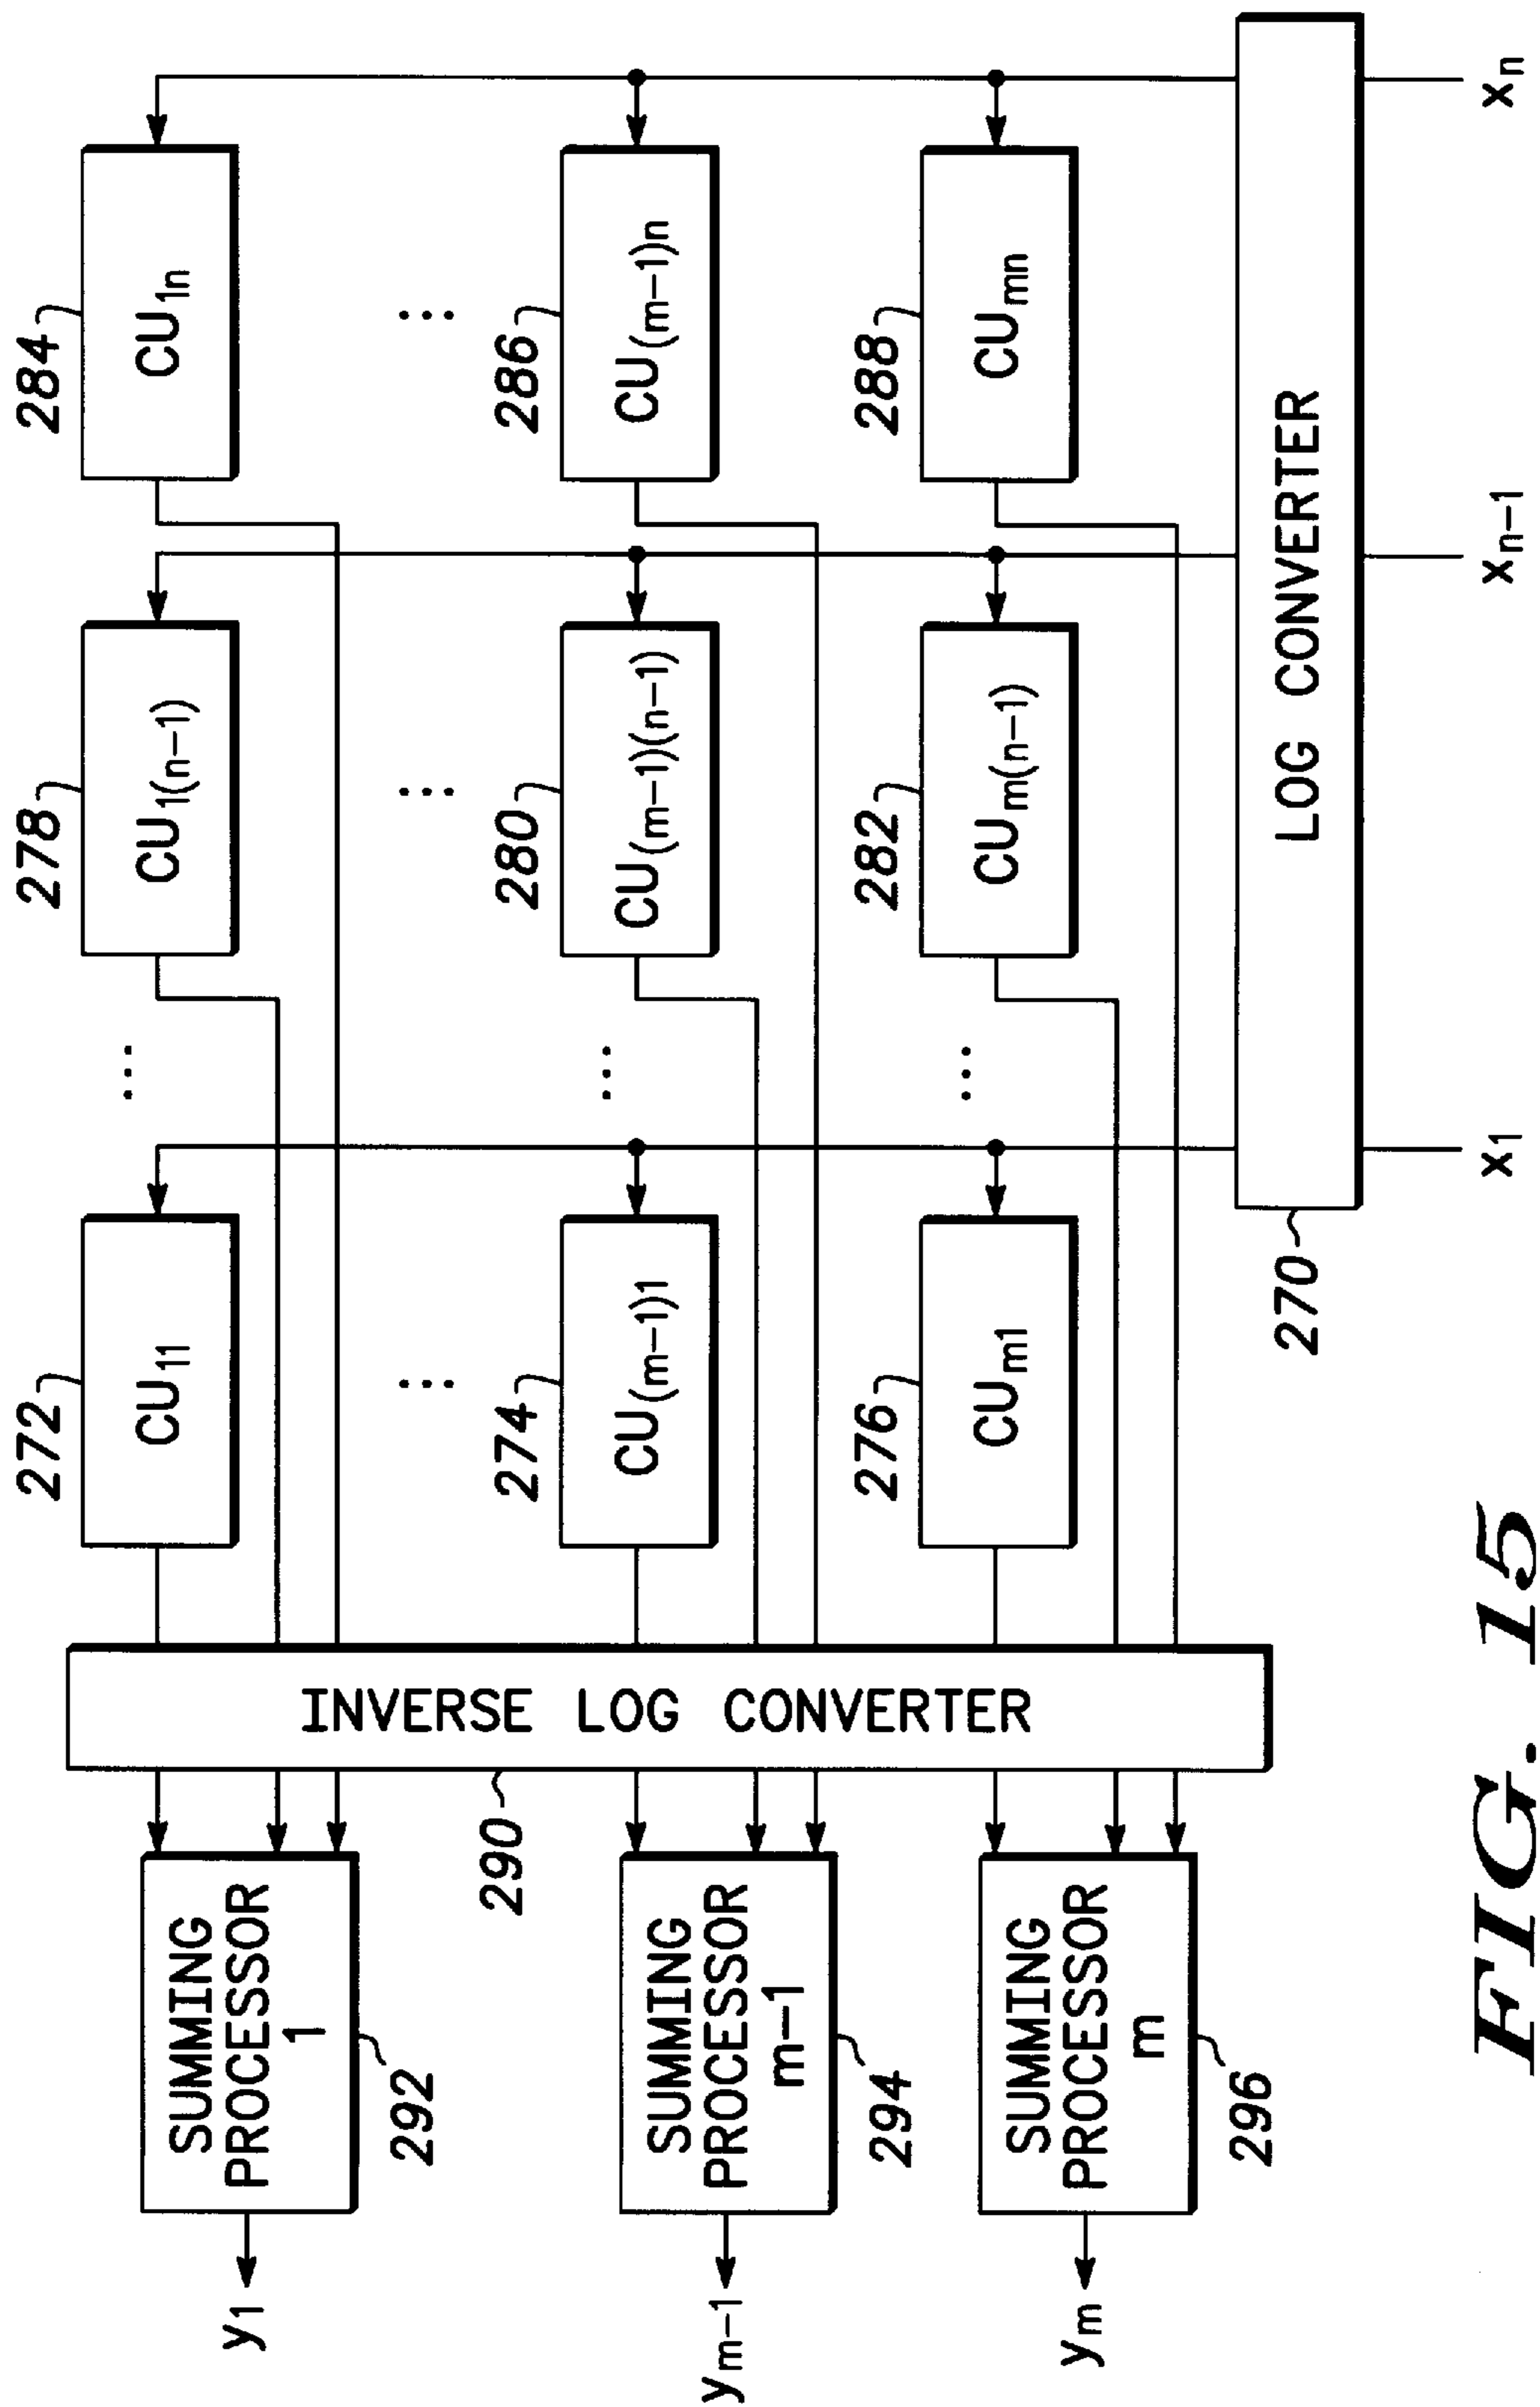 284
278
272
CU1n
CU1(n-1)
CU11
SUMMING
PROCESSOR
1
292
y1
...
...
...
...
286
280
274
CU(m-1)n
CU(m-1)(n-1)
CU(m-1)1
...
INVERSE LOG CONVERTER
290
SUMMING
PROCESSOR
m-1
294
ym-1
288
282
276
CUmn
CUm(n-1)
CUm1
...
SUMMING
PROCESSOR
m
296
ym
LOG CONVERTER
270
xn
xn-1
x1
FIG. 15